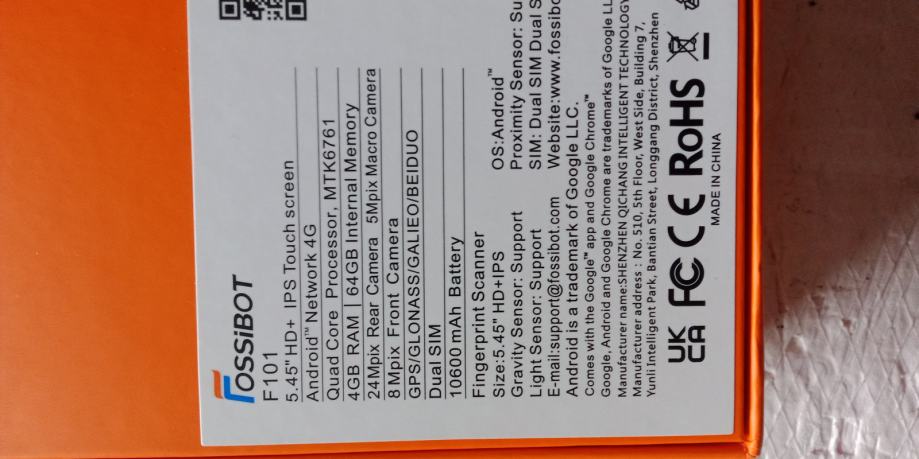 FOSSiBOT
F101
5.45" HD+ IPS Touch screen
Android™ Network 4G
Quad Core Processor, MTK6761
4GB RAM | 64GB Internal Memory
24Mpix Rear Camera 5Mpix Macro Camera
8 Mpix Front Camera
GPS/GLONASS/GALIEO/BEIDUO
Dual SIM
10600 mAh Battery
Fingerprint Scanner
Size:5.45" HD+IPS OS:Android™
Gravity Sensor: Support Proximity Sensor: Su
Light Sensor: Support SIM: Dual SIM Dual S
E-mail:support@fossibot.com Website:www.fossibo
Android is a trademark of Google LLC.
Comes with the Google™ app and Google Chrome™
Google, Android and Google Chrome are trademarks of Google LL
Manufacturer name:SHENZHEN QICHANG INTELLIGENT TECHNOLOGY
Manufacturer address : No. 510, 5th Floor, West Side, Building 7,
Yunli Intelligent Park, Bantian Street, Longgang District, Shenzhen
UK CA FC CE RoHS
MADE IN CHINA